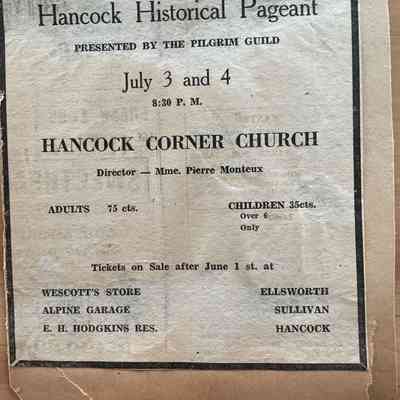 Hancock Historical Pageant
PRESENTED BY THE PILGRIM GUILD
July 3 and 4
8:30 P. M.
HANCOCK CORNER CHURCH
Director — Mme. Pierre Monteux
ADULTS 75 cts. CHILDREN 35cts.
Over 6
Only
Tickets on Sale after June 1 st. at
WESCOTT'S STORE ELLSWORTH
ALPINE GARAGE SULLIVAN
E. H. HODGKINS RES. HANCOCK